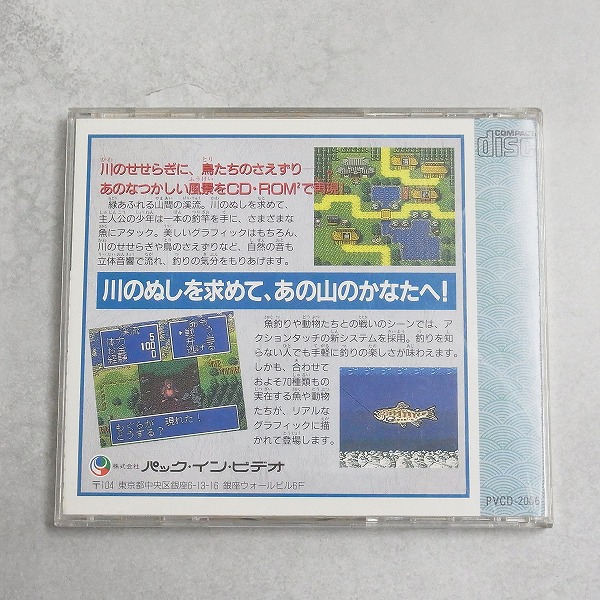 川のせせらぎに、鳥たちのさえずり
あのなつかしい風景をCD・ROM²で再現
緑あふれる山間の渓流。川のぬしを求めて、
主人公の少年は一本の釣竿を手に、さまざまな
魚にアタック。美しいグラフィックはもちろん、
川のせせらぎや鳥のさえずりなど、自然の音も
立体音響で流れ、釣りの気分をもりあげます。
COMPACT
disc
川のぬしを求めて、あの山のかなたへ!
魚釣りや動物たちとの戦いのシーンでは、ア
クションタッチの新システムを採用。釣りを知
らない人でも手軽に釣りの楽しさが味わえます。
しかも、合わせて
およそ70種類もの
実在する魚や動物
たちが、リアルな
グラフィックに描
かれて登場します。
5
100
0
もぐらが 現れた!
どうする?
株式会社 パック・イン・ビデオ
〒104 東京都中央区銀座6-13-16 銀座ウォールビル6F